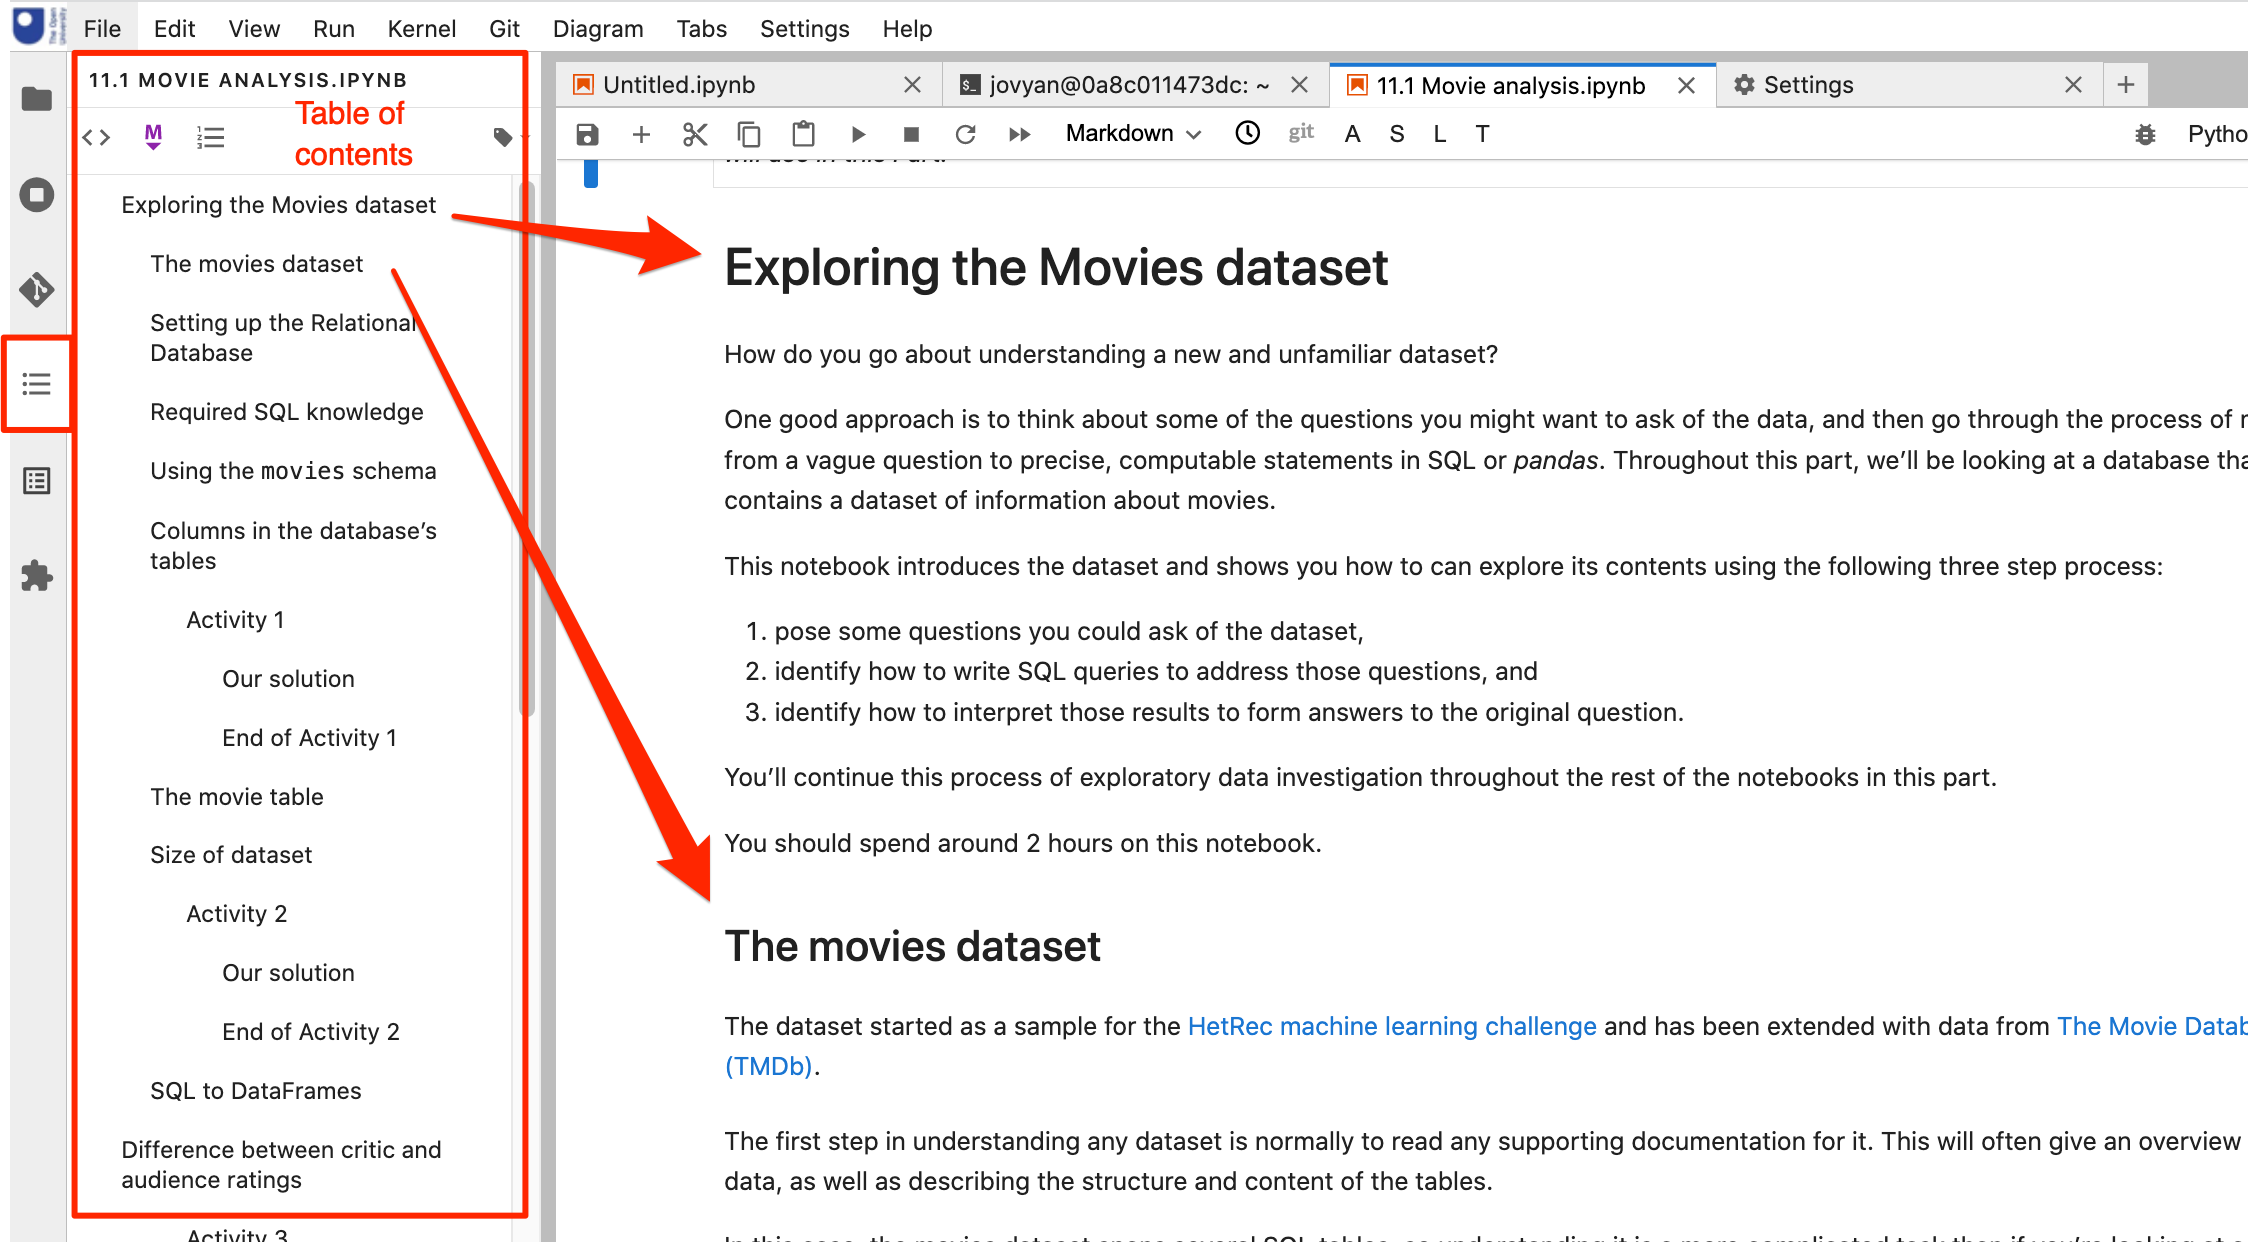 The Open University
File Edit View Run Kernel Git Diagram Tabs Settings Help
11.1 MOVIE ANALYSIS.IPYNB
Table of
contents
Untitled.ipynb
jovyan@0a8c011473dc: ~
11.1 Movie analysis.ipynb
Settings
Markdown
git A S L T
Exploring the Movies dataset
The movies dataset
Setting up the Relational
Database
Required SQL knowledge
Using the movies schema
Columns in the database’s
tables
Activity 1
Our solution
End of Activity 1
The movie table
Size of dataset
Activity 2
Our solution
End of Activity 2
SQL to DataFrames
Difference between critic and
audience ratings
Activity 3
Exploring the Movies dataset
How do you go about understanding a new and unfamiliar dataset?
One good approach is to think about some of the questions you might want to ask of the data, and then go through the process of
from a vague question to precise, computable statements in SQL or pandas. Throughout this part, we’ll be looking at a database
contains a dataset of information about movies.
This notebook introduces the dataset and shows you how to can explore its contents using the following three step process:
1. pose some questions you could ask of the dataset,
2. identify how to write SQL queries to address those questions, and
3. identify how to interpret those results to form answers to the original question.
You’ll continue this process of exploratory data investigation throughout the rest of the notebooks in this part.
You should spend around 2 hours on this notebook.
The movies dataset
The dataset started as a sample for the HetRec machine learning challenge and has been extended with data from The Movie
(TMDb).
The first step in understanding any dataset is normally to read any supporting documentation for it. This will often give an overview
data, as well as describing the structure and content of the tables.